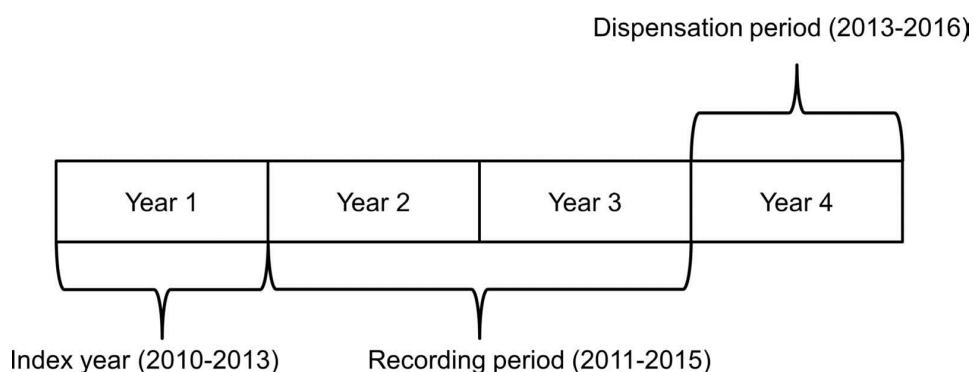 Dispensation period (2013-2016)
Year 1
Year 2
Year 3
Year 4
Index year (2010-2013)
Recording period (2011-2015)